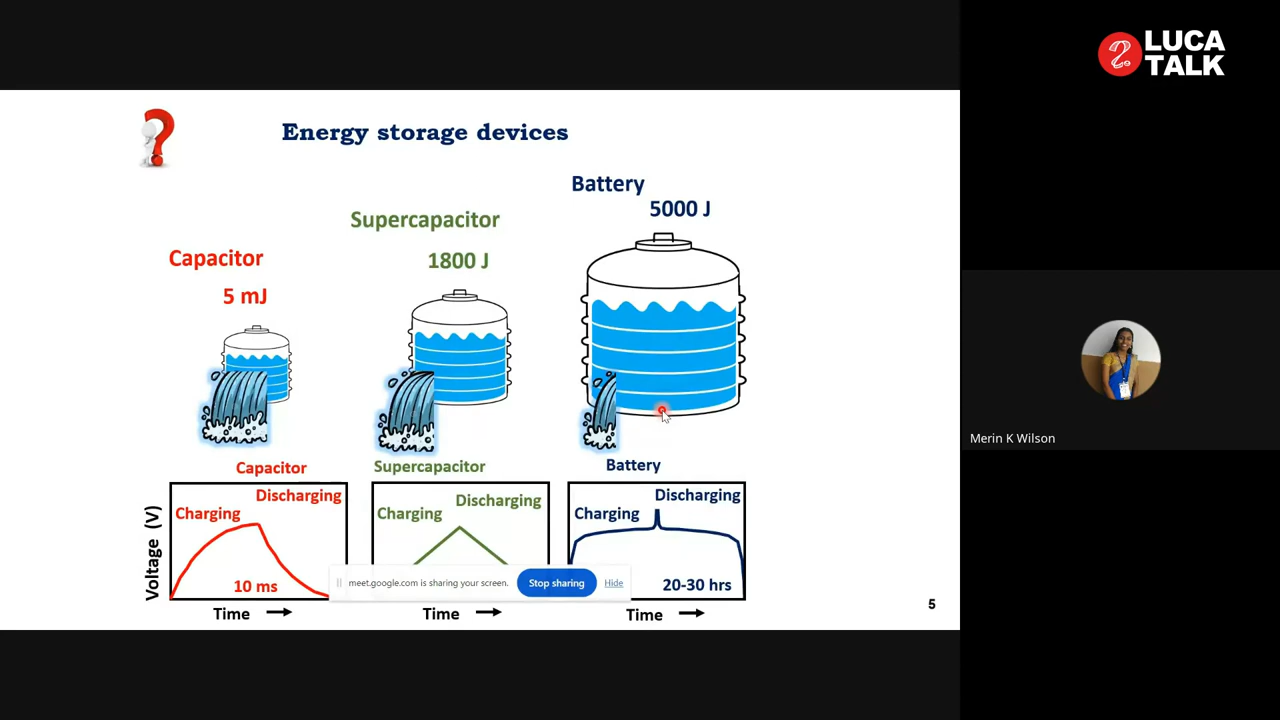 LUCA
TALK
Energy storage devices
Battery
5000 J
Supercapacitor
1800 J
Capacitor
5 mJ
Merin K Wilson
Capacitor
Supercapacitor
Battery
Voltage (V)
Charging
Discharging
10 ms
Charging
Discharging
Charging
Discharging
20-30 hrs
meet.google.com is sharing your screen.
Stop sharing
Hide
Time
Time
Time
5